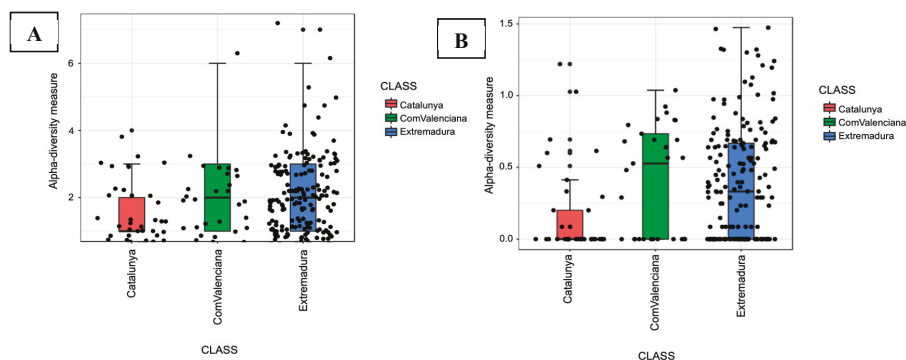 A
Alpha-diversity measure
6
4
2
Catalunya
ComValenciana
Extremadura
CLASS
CLASS
Catalunya
ComValenciana
Extremadura
B
Alpha-diversity measure
1.5
1.0
0.5
0.0
Catalunya
ComValenciana
Extremadura
CLASS
CLASS
Catalunya
ComValenciana
Extremadura